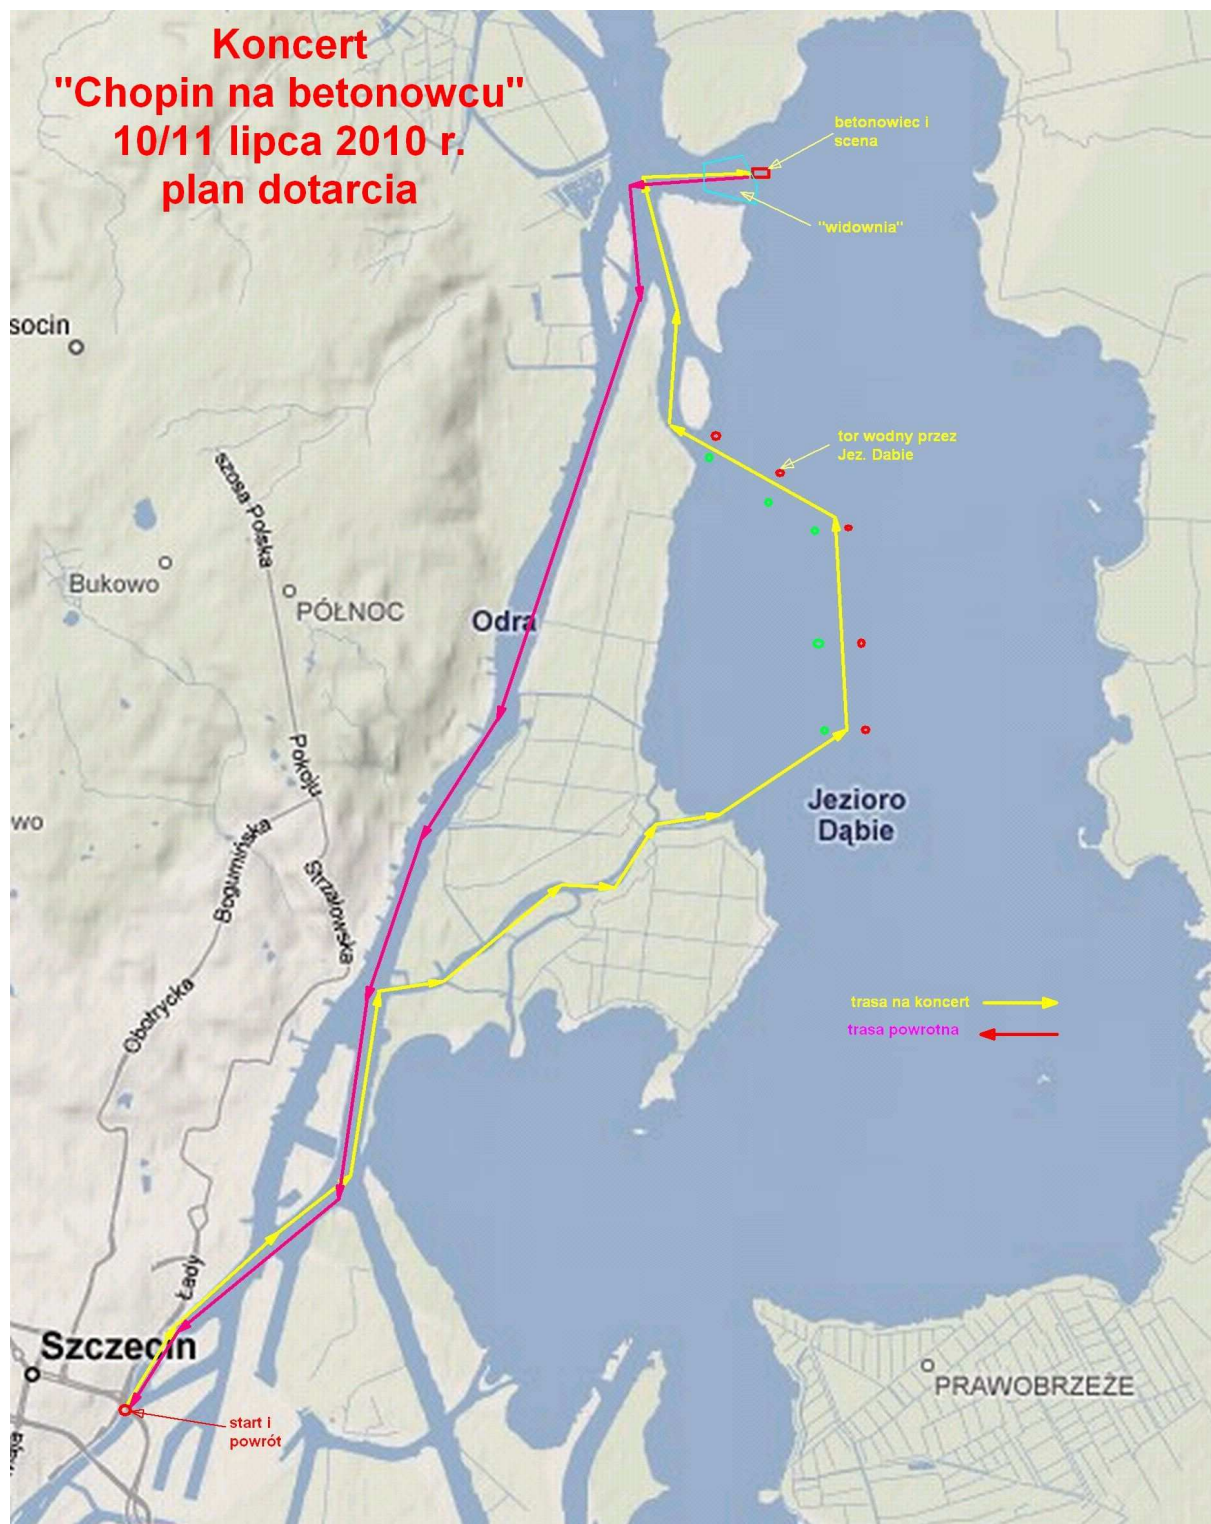 Koncert
"Chopin na betonowcu"
10/11 lipca 2010 r.
plan dotarcia
betonowiec i
scena
"widownia"
socin
tor wodny przez
Jez. Dabie
szosa Polska
Bukowo
PÓŁNOC
Odra
Pokoju
Jezioro
Dąbie
wo
Bogumińska
Strzałowska
Obotrycka
trasa na koncert
trasa powrotna
Łady
Szczecin
PRAWOBRZEŻE
start i
powrót